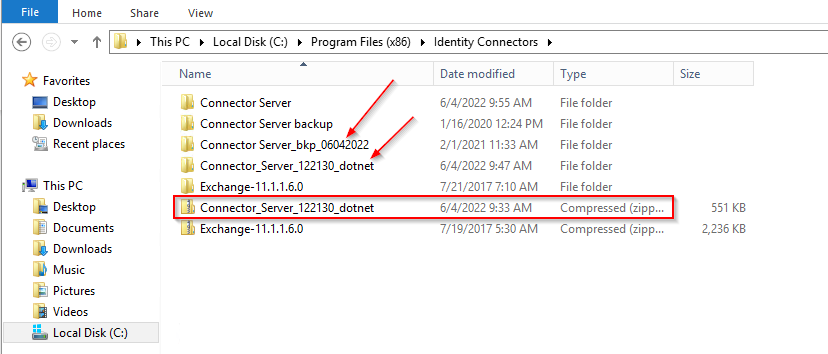 File Home Share View
This PC Local Disk (C:) Program Files (x86) Identity Connectors
Favorites
Desktop
Downloads
Recent places
This PC
Desktop
Documents
Downloads
Music
Pictures
Videos
Local Disk (C:)
Name Date modified Type Size
Connector Server 6/4/2022 9:55 AM File folder
Connector Server backup 1/16/2020 12:24 PM File folder
Connector Server_bkp_06042022 2/1/2021 11:33 AM File folder
Connector_Server_122130_dotnet 6/4/2022 9:47 AM File folder
Exchange-11.1.1.6.0 7/21/2017 7:10 AM File folder
Connector_Server_122130_dotnet 6/4/2022 9:33 AM Compressed (zipp... 551 KB
Exchange-11.1.1.6.0 7/19/2017 5:30 AM Compressed (zipp... 2,236 KB